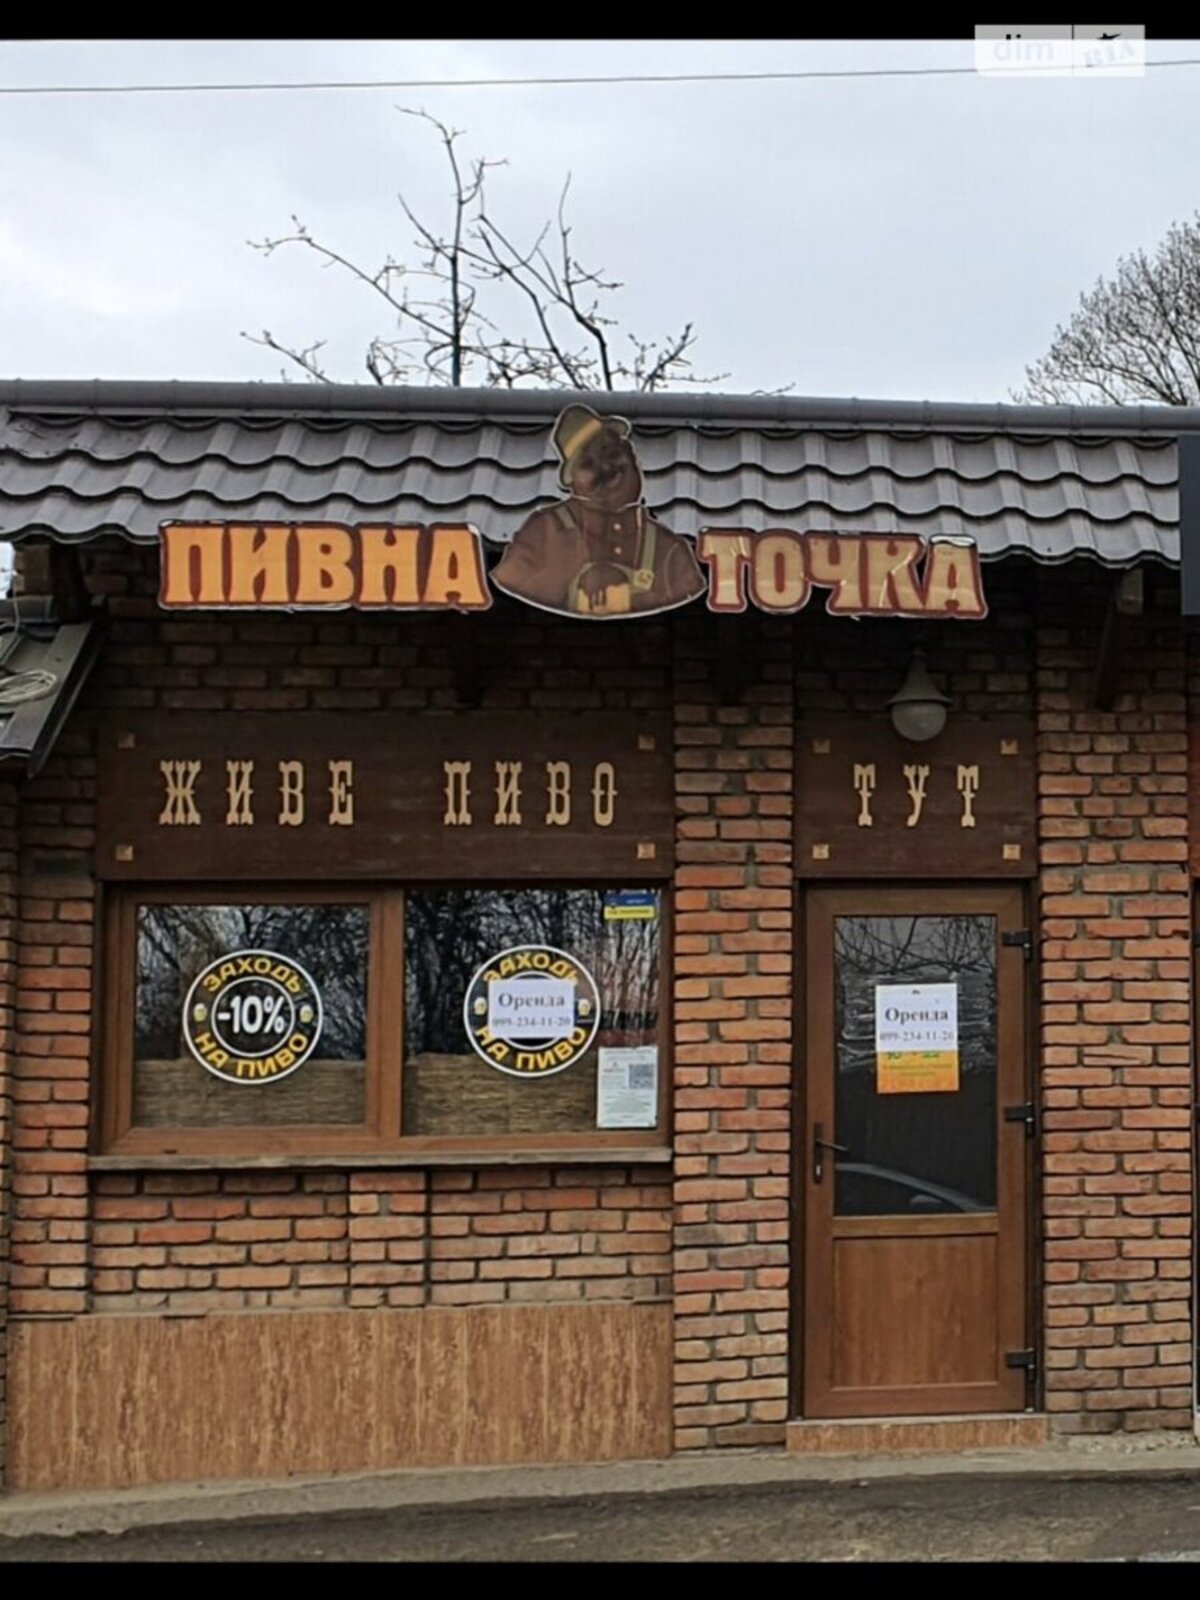 dim RIA
ПИВНА ТОЧКА
ЖИВЕ ПИВО ТУТ
ЗАХОДЬ
-10%
НА ПИВО
ЗАХОДЬ
Оренда
099-234-11-20
НА ПИВО
Оренда
099-234-11-20